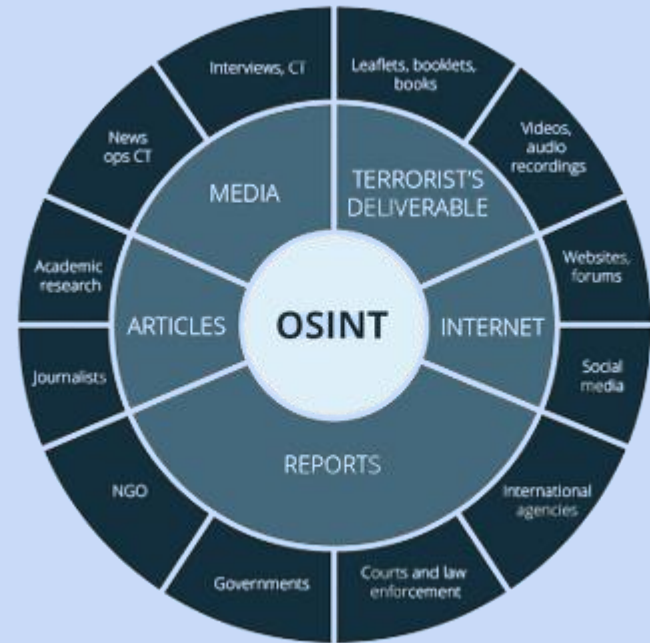 Interviews, CT
Leaflets, booklets,
books
News
ops CT
Videos,
audio
recordings
MEDIA
TERRORIST'S
DELIVERABLE
Academic
research
Websites,
forums
ARTICLES
OSINT
INTERNET
Journalists
Social
media
REPORTS
NGO
International
agencies
Governments
Courts and law
enforcement